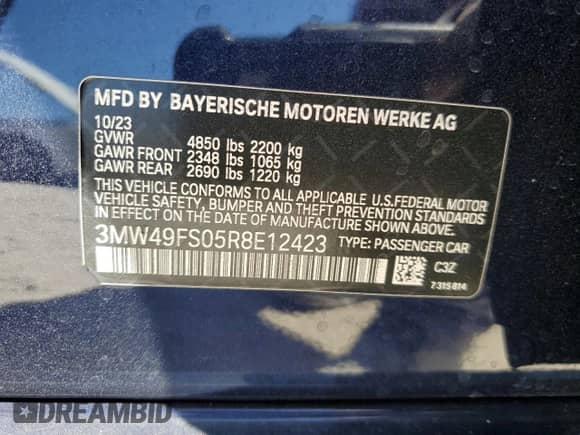 MFD BY BAYERISCHE MOTOREN WERKE AG
10/23
GVWR 4850 lbs 2200 kg
GAWR FRONT 2348 lbs 1065 kg
GAWR REAR 2690 lbs 1220 kg
THIS VEHICLE CONFORMS TO ALL APPLICABLE U.S.FEDERAL MOTOR
VEHICLE SAFETY, BUMPER AND THEFT PREVENTION STANDARDS
IN EFFECT ON THE DATE OF MANUFACTURE SHOWN ABOVE.
3MW49FS05R8E12423 TYPE: PASSENGER CAR
C3Z
7315814
DREAMBID